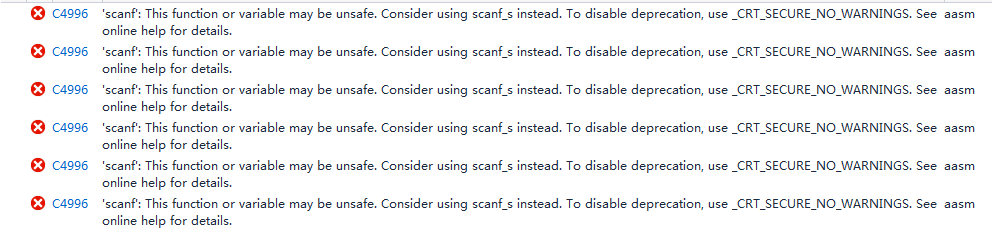 C4996 'scanf': This function or variable may be unsafe. Consider using scanf_s instead. To disable deprecation, use _CRT_SECURE_NO_WARNINGS. See aasm
online help for details.
C4996 'scanf': This function or variable may be unsafe. Consider using scanf_s instead. To disable deprecation, use _CRT_SECURE_NO_WARNINGS. See aasm
online help for details.
C4996 'scanf': This function or variable may be unsafe. Consider using scanf_s instead. To disable deprecation, use _CRT_SECURE_NO_WARNINGS. See aasm
online help for details.
C4996 'scanf': This function or variable may be unsafe. Consider using scanf_s instead. To disable deprecation, use _CRT_SECURE_NO_WARNINGS. See aasm
online help for details.
C4996 'scanf': This function or variable may be unsafe. Consider using scanf_s instead. To disable deprecation, use _CRT_SECURE_NO_WARNINGS. See aasm
online help for details.
C4996 'scanf': This function or variable may be unsafe. Consider using scanf_s instead. To disable deprecation, use _CRT_SECURE_NO_WARNINGS. See aasm
online help for details.